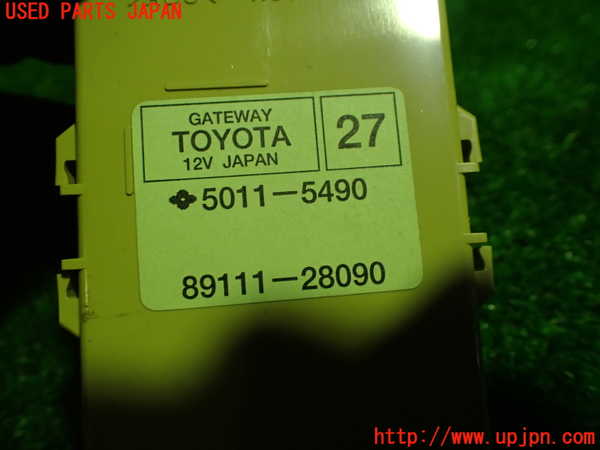 USED PARTS JAPAN
GATEWAY
TOYOTA
12V JAPAN
27
5011-5490
89111-28090
http://www.upjpn.com/